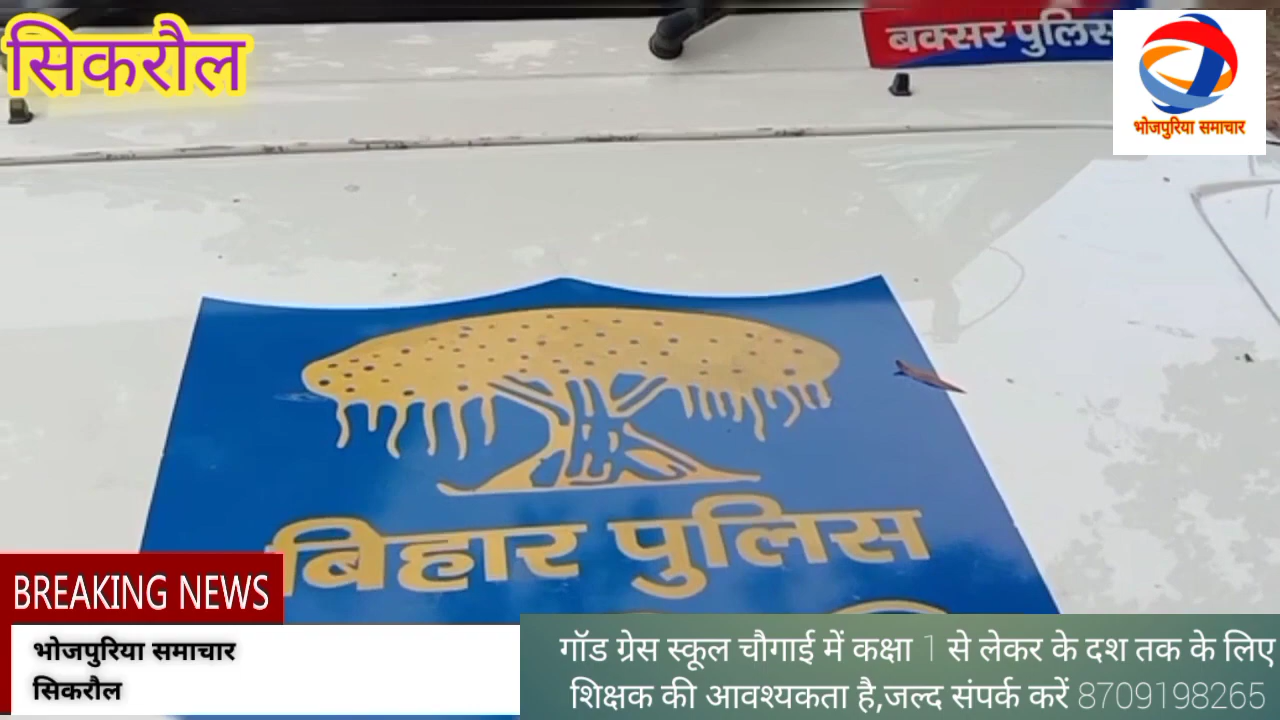 सिकरौल
बक्सर पुलिस
भोजपुरिया समाचार
बिहार पुलिस
BREAKING NEWS
भोजपुरिया समाचार
सिकरौल
गॉड ग्रेस स्कूल चौगाई में कक्षा 1 से लेकर के दश तक के लिए
शिक्षक की आवश्यकता है,जल्द संपर्क करें 8709198265